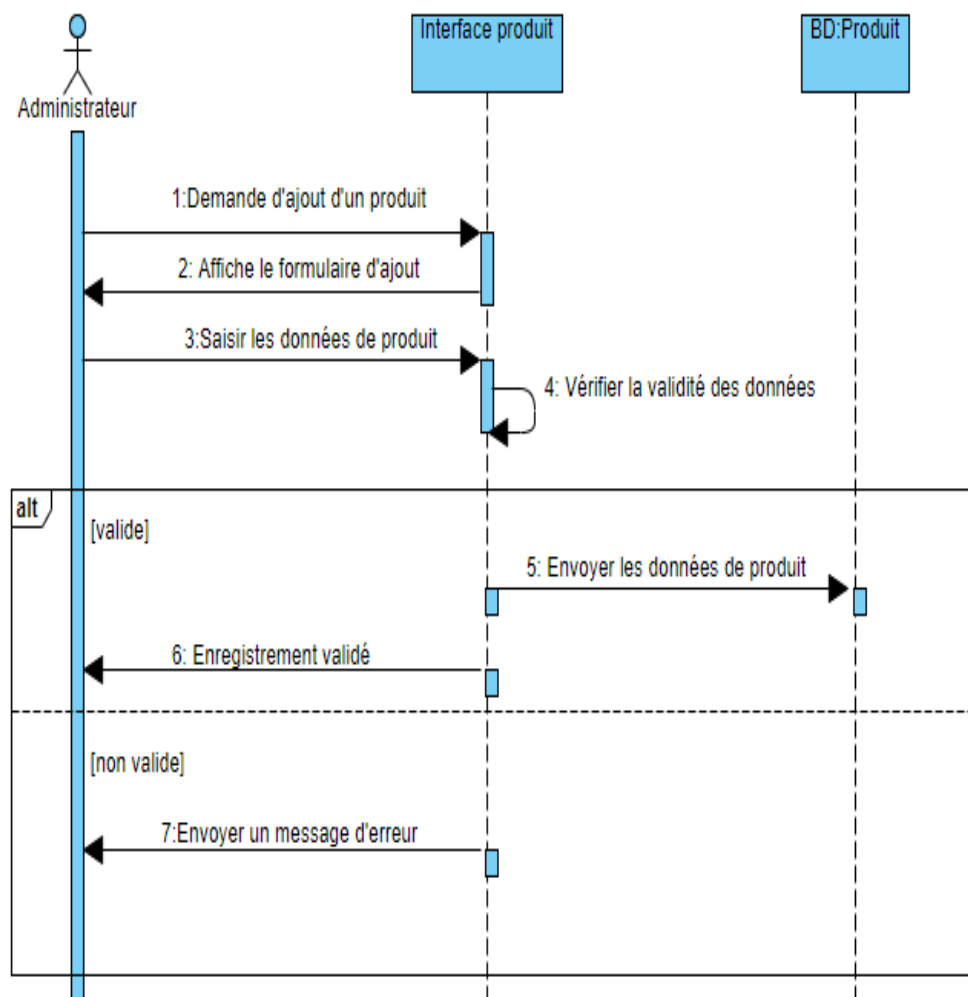 Interface produit
BD:Produit
Administrateur
1:Demande d'ajout d'un produit
2: Affiche le formulaire d'ajout
3:Saisir les données de produit
4: Vérifier la validité des données
alt
[valide]
5: Envoyer les données de produit
6: Enregistrement validé
[non valide]
7:Envoyer un message d'erreur